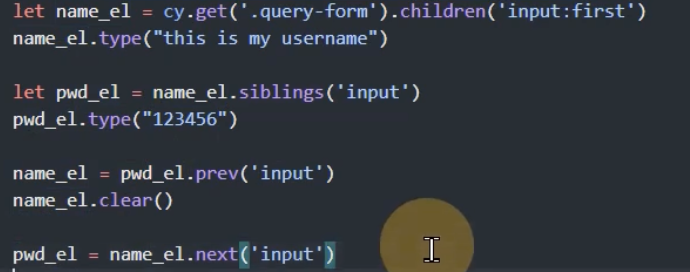 let name_el = cy.get('.query-form').children('input:first')
name_el.type("this is my username")
let pwd_el = name_el.siblings('input')
pwd_el.type("123456")
name_el = pwd_el.prev('input')
name_el.clear()
pwd_el = name_el.next('input')